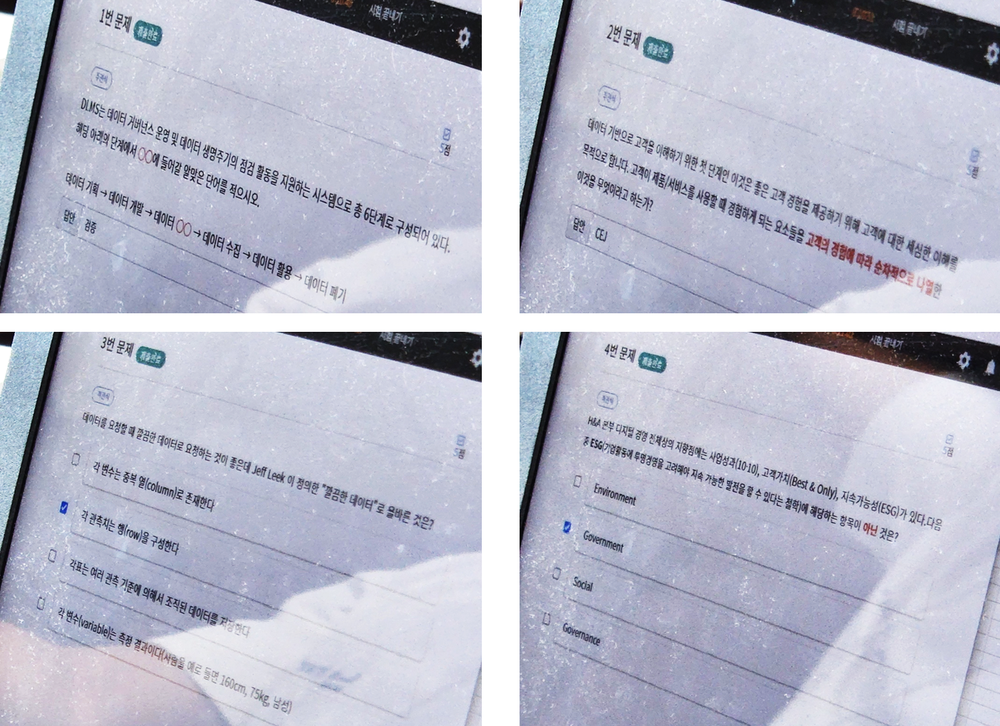 시험 끝내기
1번 문제 제출완료
주관식
5점
DLMS는 데이터 거버넌스 운영 및 데이터 생명주기의 점검 활동을 지원하는 시스템으로 총 6단계로 구성되어 있다.
해당 아래의 단계에서 ○○에 들어갈 알맞은 단어를 적으시오.
데이터 기획 → 데이터 개발 → 데이터 ○○ → 데이터 수집 → 데이터 활용 → 데이터 폐기
답안 검증
시험 끝내기
2번 문제 제출완료
주관식
5점
데이터 기반으로 고객을 이해하기 위한 첫 단계인 이것은 좋은 고객 경험을 제공하기 위해 고객에 대한 세심한 이해를
목적으로 합니다. 고객이 제품/서비스를 사용할 때 경험하게 되는 요소들을 고객의 경험에 따라 순차적으로 나열한
이것을 무엇이라고 하는가?
답안 CEJ
시험 끝내기
3번 문제 제출완료
객관식
5점
데이터를 요청할 때 깔끔한 데이터로 요청하는 것이 좋은데 Jeff Leek 이 정의한 "깔끔한 데이터"로 올바른 것은?
각 변수는 중복 열(column)로 존재한다
각 관측치는 행(row)을 구성한다
각표는 여러 관측 기준에 의해서 조직된 데이터를 저장한다
각 변수(variable)는 측정 결과이다(사람을 예로 들면 160cm, 75kg, 남성)
시험 끝내기
4번 문제 제출완료
객관식
5점
H&A 본부 디지털 경영 전체상의 지향점에는 사업성과(10·10), 고객가치(Best & Only), 지속가능성(ESG)가 있다.다음
중 ESG(기업활동에 투명경영을 고려해야 지속 가능한 발전을 할 수 있다는 철학)에 해당하는 항목이 아닌 것은?
Environment
Government
Social
Governance